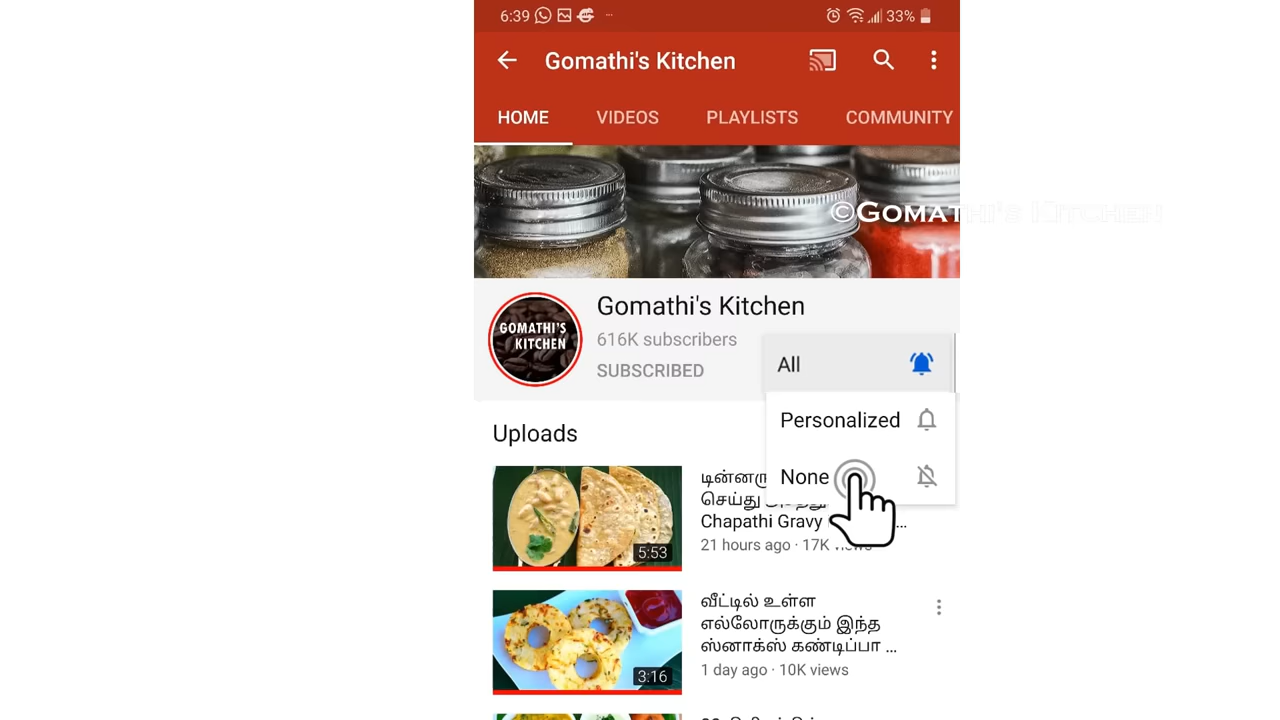 6:39
33%
Gomathi's Kitchen
HOME VIDEOS PLAYLISTS COMMUNITY
©GOMATHI'S KITCHEN
GOMATHI'S
KITCHEN
Gomathi's Kitchen
616K subscribers
SUBSCRIBED
All
Personalized
None
Uploads
5:53
செய்து
Chapathi Gravy ...
21 hours ago · 17K views
3:16
வீட்டில் உள்ள
எல்லோருக்கும் இந்த
ஸ்னாக்ஸ் கண்டிப்பா ...
1 day ago · 10K views